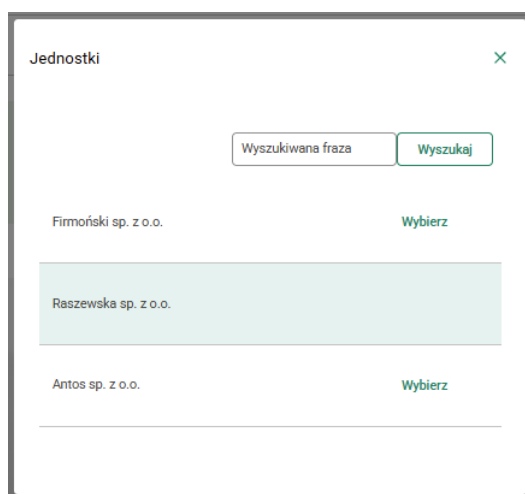 Jednostki
Wyszukiwana fraza Wyszukaj
Firmoński sp. z o.o. Wybierz
Raszewska sp. z o.o.
Antos sp. z o.o. Wybierz